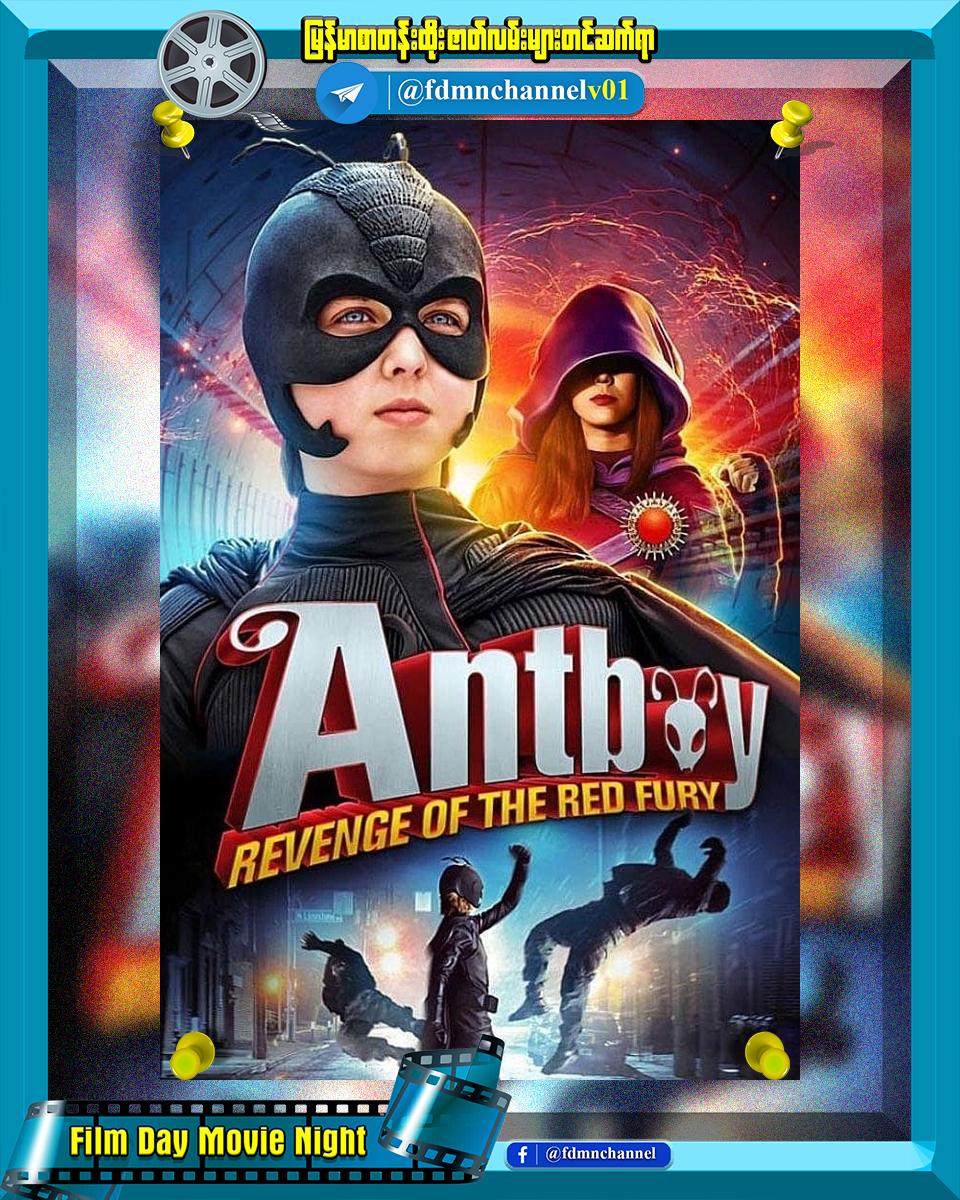 မြန်မာစာတန်းထိုးဇာတ်လမ်းများတင်ဆက်ရာ
@fdmnchannelv01
Antboy
REVENGE OF THE RED FURY
Film Day Movie Night
@fdmnchannel